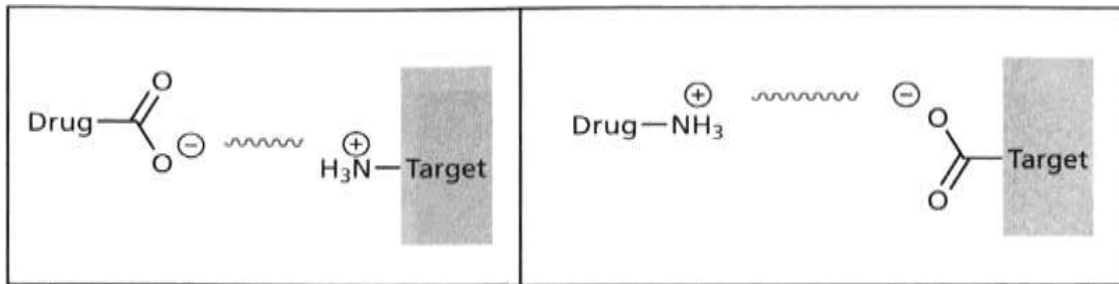 O
Drug
O
⊖
⊕
H₃N—Target
⊕
Drug—NH₃
⊖
O
Target
O